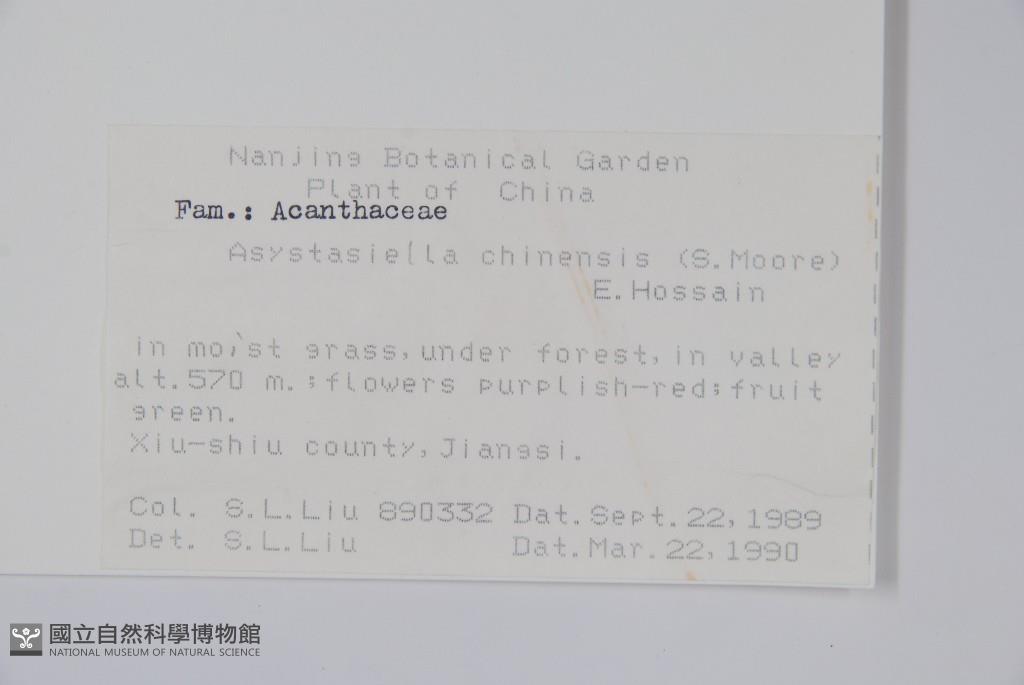 Nanjing Botanical Garden
Plant of China
Fam.: Acanthaceae
Asystasiella chinensis (S.Moore)
E.Hossain
in moist grass,under forest,in valley
alt.570 m.;flowers purplish-red;fruit
green.
Xiu-shiu county,Jiangsi.
Col. S.L.Liu 890332 Dat.Sept.22,1989
Det. S.L.Liu Dat.Mar.22,1990
國立自然科學博物館
NATIONAL MUSEUM OF NATURAL SCIENCE